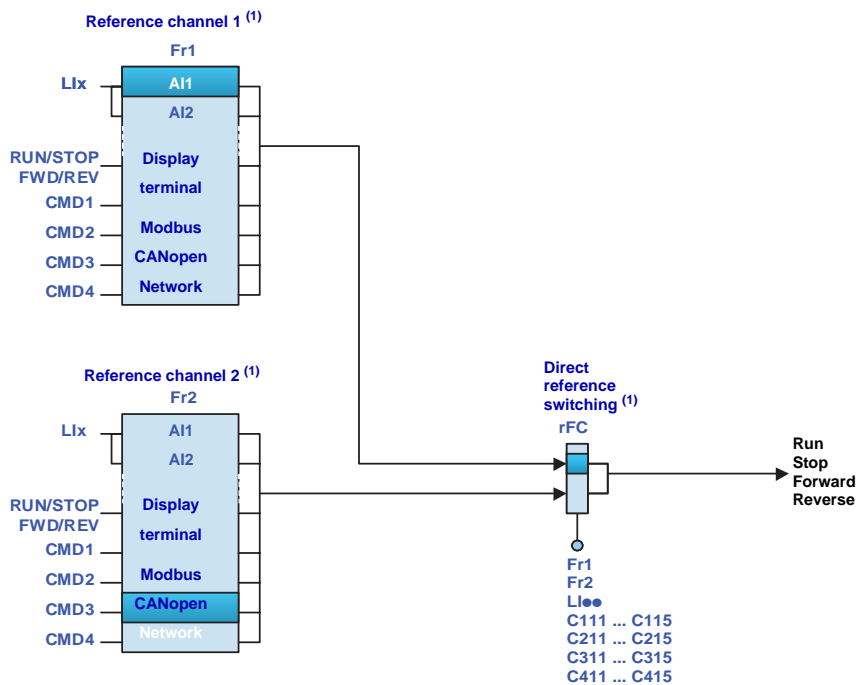 Reference channel 1 (1)
Fr1
LIx
AI1
AI2
RUN/STOP
FWD/REV
Display
terminal
CMD1
CMD2
Modbus
CMD3
CANopen
CMD4
Network
Reference channel 2 (1)
Fr2
LIx
AI1
AI2
RUN/STOP
FWD/REV
Display
terminal
CMD1
CMD2
Modbus
CMD3
CANopen
CMD4
Network
Direct
reference
switching (1)
rFC
Run
Stop
Forward
Reverse
Fr1
Fr2
LI●●
C111 ... C115
C211 ... C215
C311 ... C315
C411 ... C415